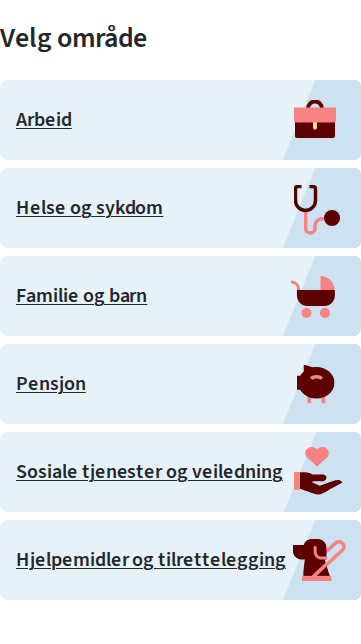 Velg område
Arbeid
Helse og sykdom
Familie og barn
Pensjon
Sosiale tjenester og veiledning
Hjelpemidler og tilrettelegging